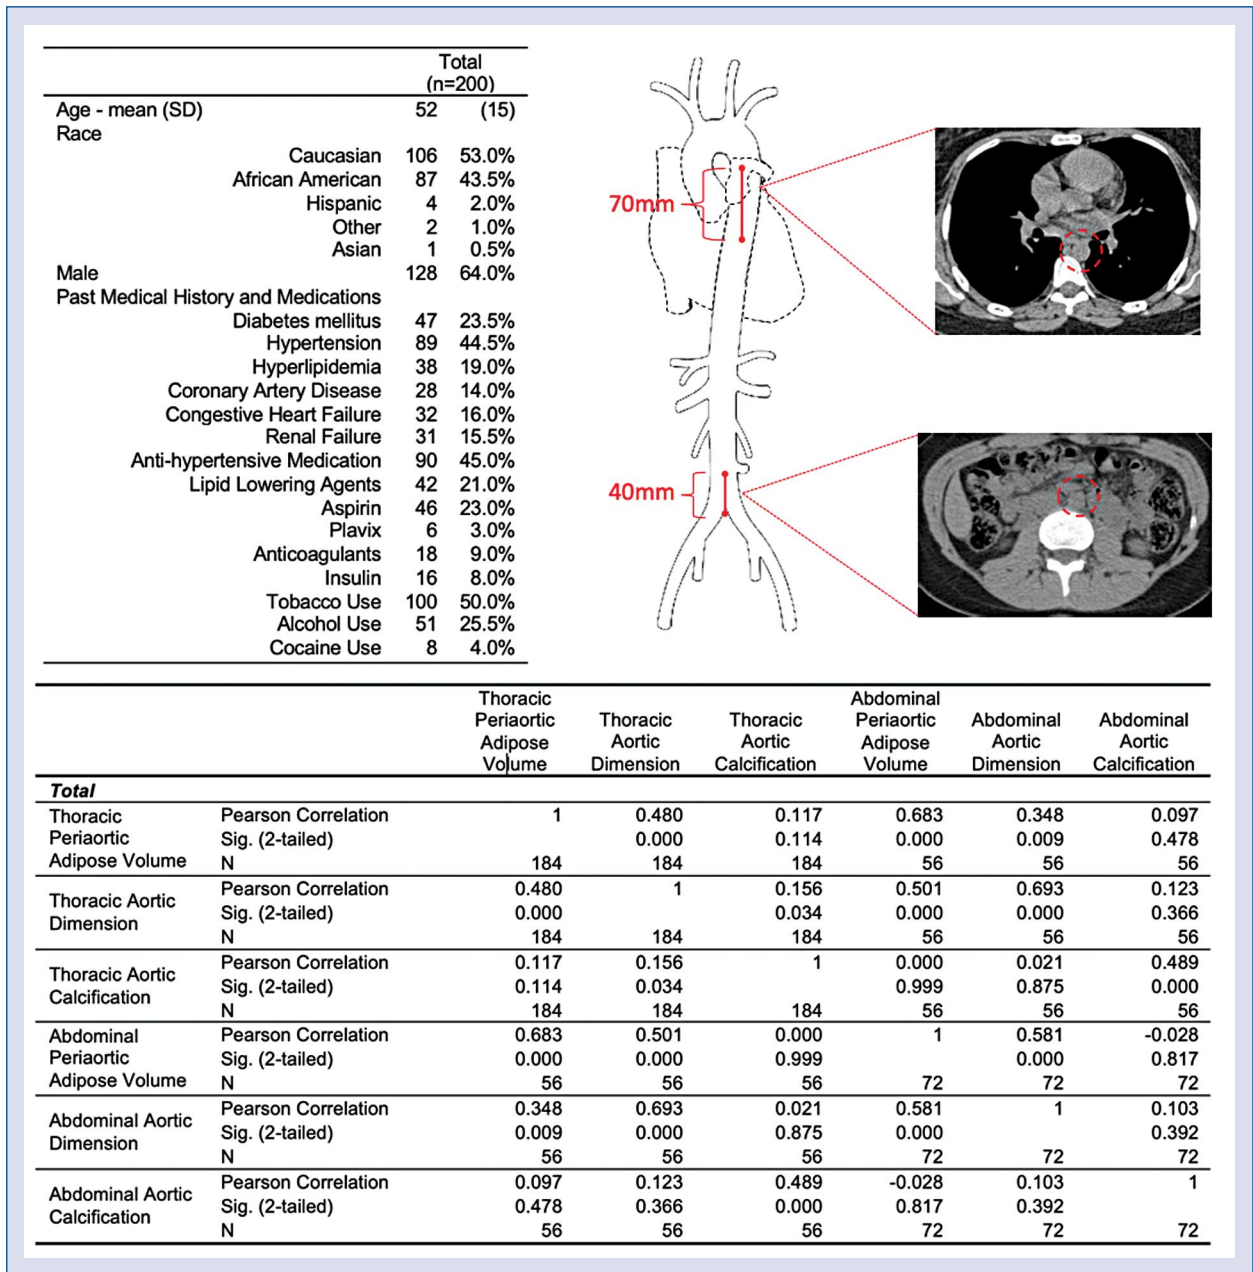 Total
(n=200)
Age - mean (SD) 52 (15)
Race
Caucasian 106 53.0%
African American 87 43.5%
Hispanic 4 2.0%
Other 2 1.0%
Asian 1 0.5%
Male 128 64.0%
Past Medical History and Medications
Diabetes mellitus 47 23.5%
Hypertension 89 44.5%
Hyperlipidemia 38 19.0%
Coronary Artery Disease 28 14.0%
Congestive Heart Failure 32 16.0%
Renal Failure 31 15.5%
Anti-hypertensive Medication 90 45.0%
Lipid Lowering Agents 42 21.0%
Aspirin 46 23.0%
Plavix 6 3.0%
Anticoagulants 18 9.0%
Insulin 16 8.0%
Tobacco Use 100 50.0%
Alcohol Use 51 25.5%
Cocaine Use 8 4.0%
70mm
40mm
Thoracic Abdominal
Periaortic Thoracic Thoracic Periaortic Abdominal Abdominal
Adipose Aortic Aortic Adipose Aortic Aortic
Volume Dimension Calcification Volume Dimension Calcification
Total
Thoracic Pearson Correlation 1 0.480 0.117 0.683 0.348 0.097
Periaortic Sig. (2-tailed) 0.000 0.114 0.000 0.009 0.478
Adipose Volume N 184 184 184 56 56 56
Thoracic Aortic Pearson Correlation 0.480 1 0.156 0.501 0.693 0.123
Dimension Sig. (2-tailed) 0.000 0.034 0.000 0.000 0.366
N 184 184 184 56 56 56
Thoracic Aortic Pearson Correlation 0.117 0.156 1 0.000 0.021 0.489
Calcification Sig. (2-tailed) 0.114 0.034 0.999 0.875 0.000
N 184 184 184 56 56 56
Abdominal Pearson Correlation 0.683 0.501 0.000 1 0.581 -0.028
Periaortic Sig. (2-tailed) 0.000 0.000 0.999 0.000 0.817
Adipose Volume N 56 56 56 72 72 72
Abdominal Aortic Pearson Correlation 0.348 0.693 0.021 0.581 1 0.103
Dimension Sig. (2-tailed) 0.009 0.000 0.875 0.000 0.392
N 56 56 56 72 72 72
Abdominal Aortic Pearson Correlation 0.097 0.123 0.489 -0.028 0.103 1
Calcification Sig. (2-tailed) 0.478 0.366 0.000 0.817 0.392
N 56 56 56 72 72 72